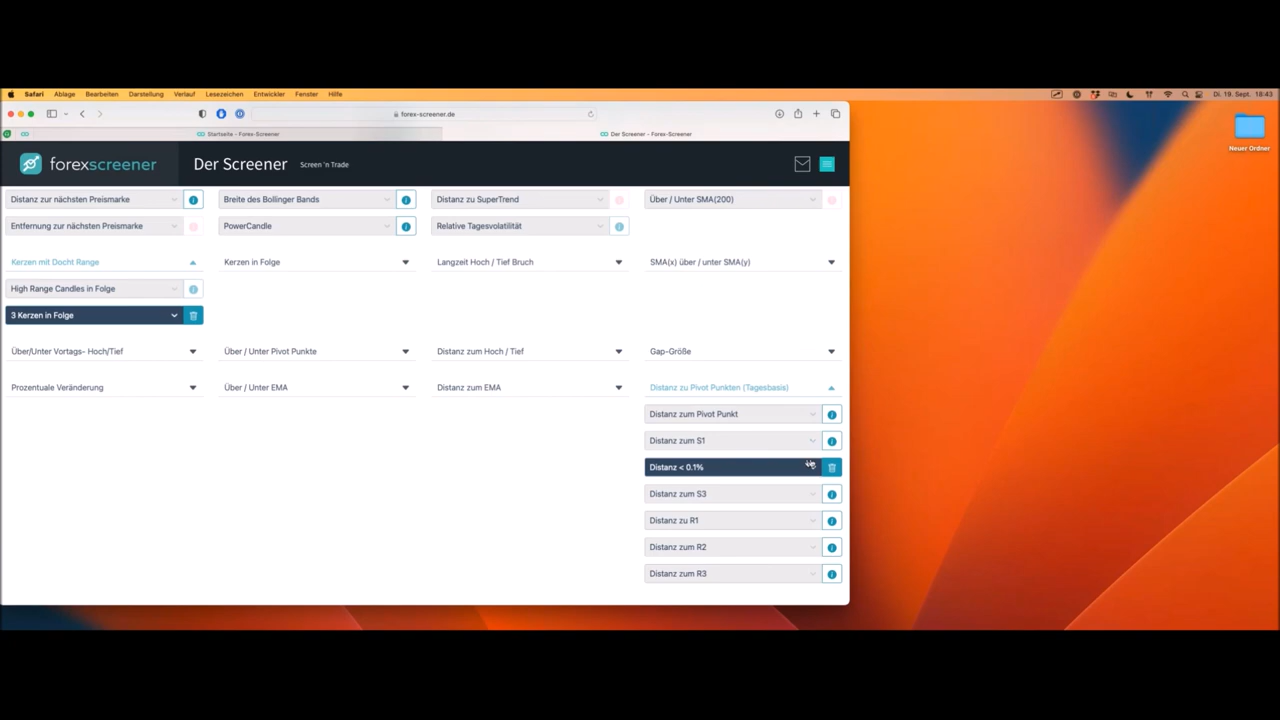 Safari Ablage Bearbeiten Darstellung Verlauf Lesezeichen Entwickler Fenster Hilfe Di. 19. Sept. 18:43
forex-screener.de
Startseite – Forex-Screener Der Screener – Forex-Screener
forexscreener Der Screener Screen 'n Trade
Neuer Ordner
Distanz zur nächsten Preismarke Breite des Bollinger Bands Distanz zu SuperTrend Über / Unter SMA(200)
Entfernung zur nächsten Preismarke PowerCandle Relative Tagesvolatilität
Kerzen mit Docht Range Kerzen in Folge Langzeit Hoch / Tief Bruch SMA(x) über / unter SMA(y)
High Range Candles in Folge
3 Kerzen in Folge
Über/Unter Vortags- Hoch/Tief Über / Unter Pivot Punkte Distanz zum Hoch / Tief Gap-Größe
Prozentuale Veränderung Über / Unter EMA Distanz zum EMA Distanz zu Pivot Punkten (Tagesbasis)
Distanz zum Pivot Punkt
Distanz zum S1
Distanz < 0.1%
Distanz zum S3
Distanz zu R1
Distanz zum R2
Distanz zum R3